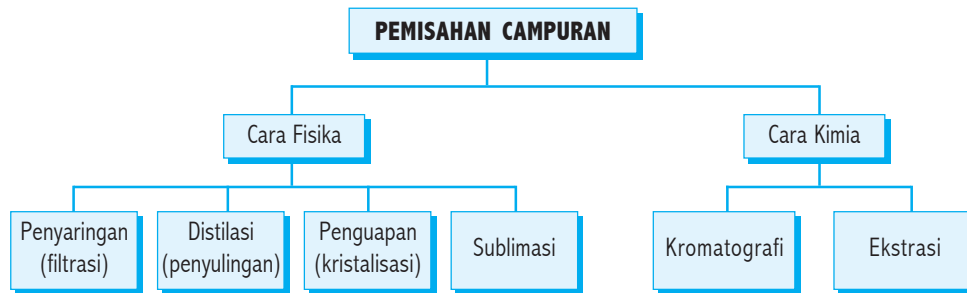 PEMISAHAN CAMPURAN
Cara Fisika
Cara Kimia
Penyaringan
(filtrasi)
Distilasi
(penyulingan)
Penguapan
(kristalisasi)
Sublimasi
Kromatografi
Ekstrasi